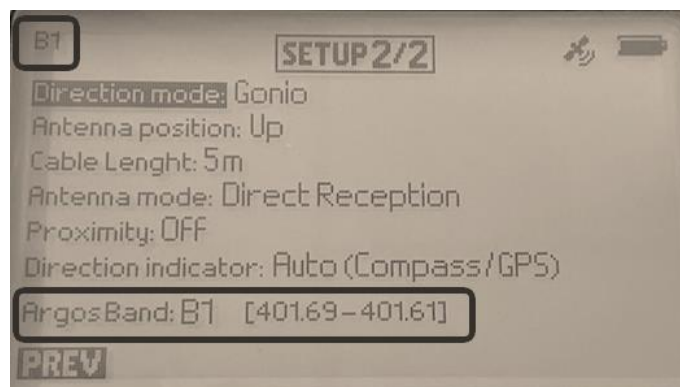 B1
SETUP 2/2
Direction mode: Gonio
Antenna position: Up
Cable Lenght: 5m
Antenna mode: Direct Reception
Proximity: OFF
Direction indicator: Auto (Compass/GPS)
Argos Band: B1 [401.69-401.61]
PREV